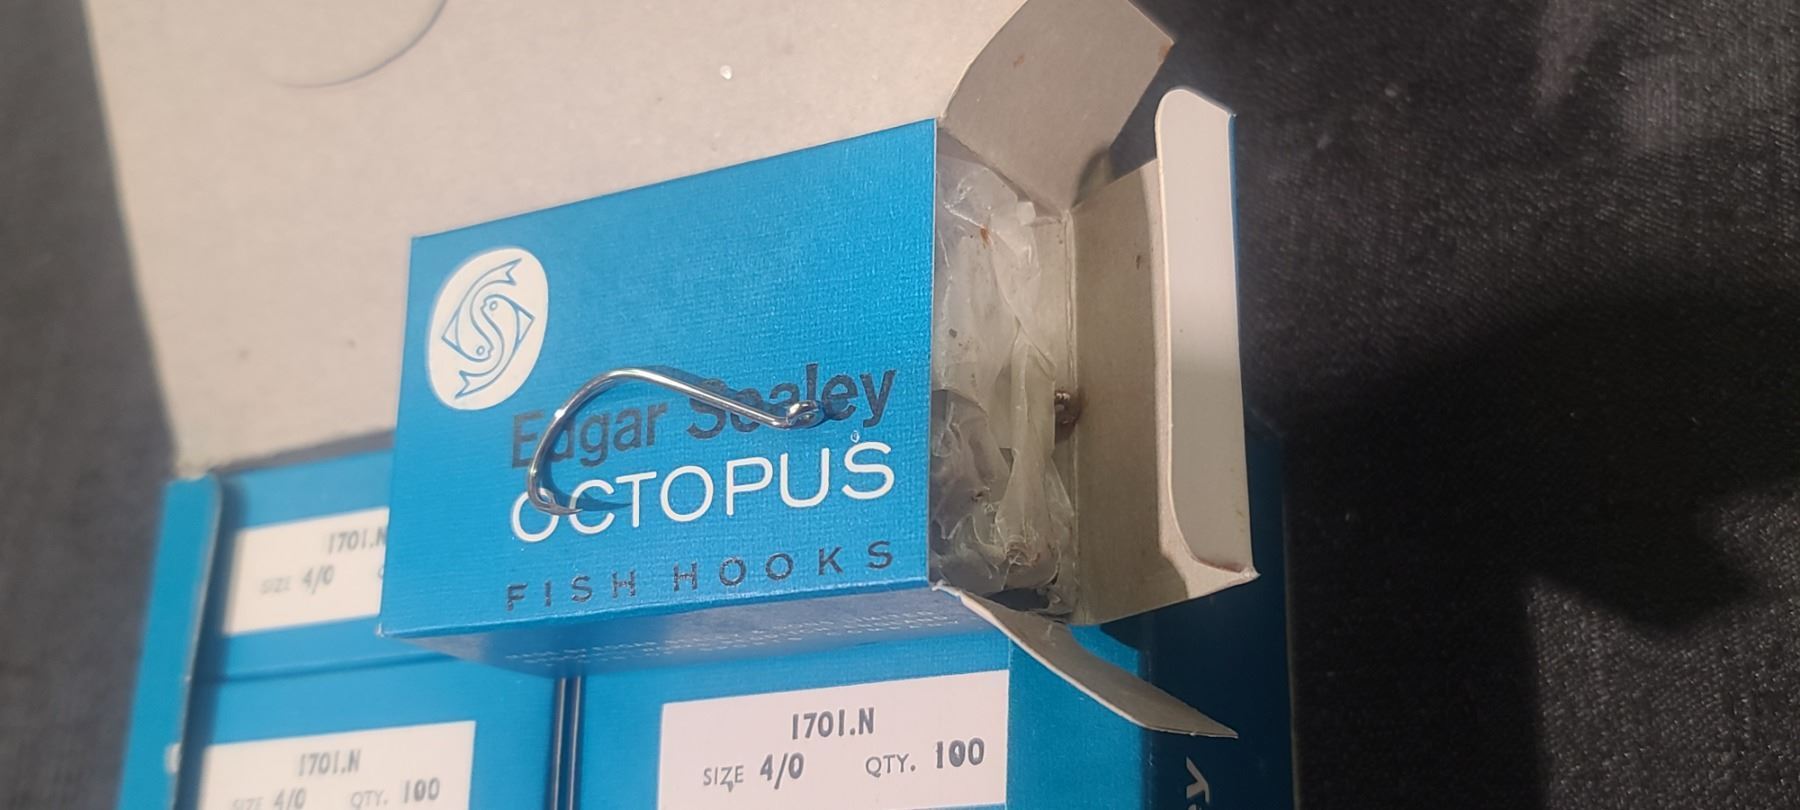 Edgar Sealey
OCTOPUS
FISH HOOKS
1701.N
SIZE 4/0
1701.N
SIZE 4/0 QTY. 100
1701.N
SIZE 4/0 QTY. 100